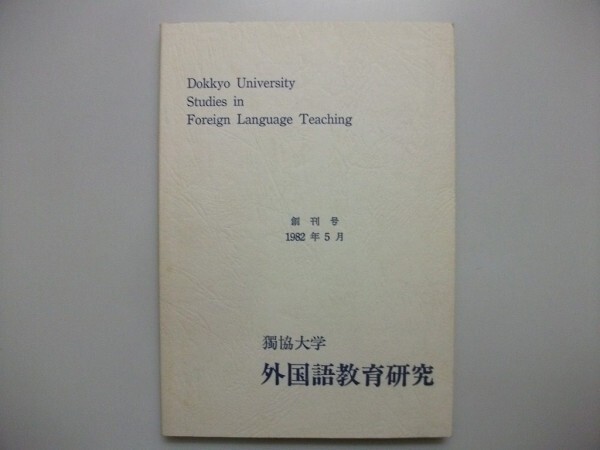 Dokkyo University
Studies in
Foreign Language Teaching
創刊号
1982年5月
獨協大学
外国語教育研究